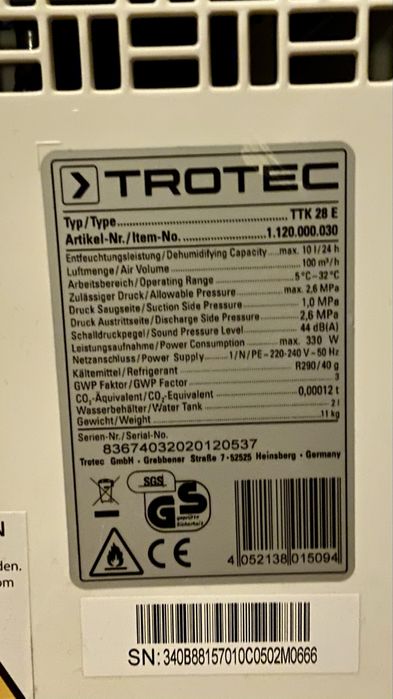 TROTEC
Typ/Type.......... TTK 28 E
Artikel-Nr./Item-No. .......... 1.120.000.030
Entfeuchtungsleistung/Dehumidifying Capacity ....max. 10 l/24 h
Luftmenge/Air Volume .......... 100 m³/h
Arbeitsbereich/Operating Range .......... 5°C–32°C
Zulässiger Druck/Allowable Pressure .......... max. 2,6 MPa
Druck Saugseite/Suction Side Pressure .......... 1,0 MPa
Druck Austrittseite/Discharge Side Pressure .......... 2,6 MPa
Schalldruckpegel/Sound Pressure Level .......... 44 dB(A)
Leistungsaufnahme/Power Consumption .......... max. 330 W
Netzanschluss/Power Supply .......... 1/N/PE~220-240 V~50 Hz
Kältemittel/Refrigerant .......... R290/40 g
GWP Faktor/GWP Factor .......... 3
CO₂-Äquivalent/CO₂-Equivalent .......... 0,00012 t
Wasserbehälter/Water Tank .......... 2 l
Gewicht/Weight .......... 11 kg
Serien-Nr./Serial-No.
83674032020120537
Trotec GmbH · Grebbener Straße 7 · 52525 Heinsberg · Germany
SGS
GS
geprüfte
Sicherheit
CE
4 052138 015094
SN: 340B88157010C0502M0666
N
den.
om